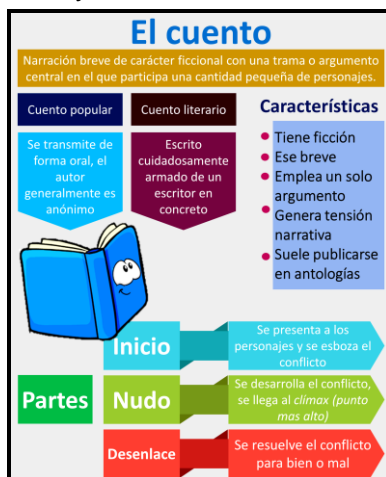 El cuento
Narración breve de carácter ficcional con una trama o argumento
central en el que participa una cantidad pequeña de personajes.
Cuento popular
Se transmite de
forma oral, el
autor
generalmente es
anónimo
Cuento literario
Escrito
cuidadosamente
armado de un
escritor en
concreto
Características
Tiene ficción
Ese breve
Emplea un solo
argumento
Genera tensión
narrativa
Suele publicarse
en antologías
Partes
Inicio
Se presenta a los
personajes y se esboza el
conflicto
Nudo
Se desarrolla el conflicto,
se llega al clímax (punto
mas alto)
Desenlace
Se resuelve el conflicto
para bien o mal